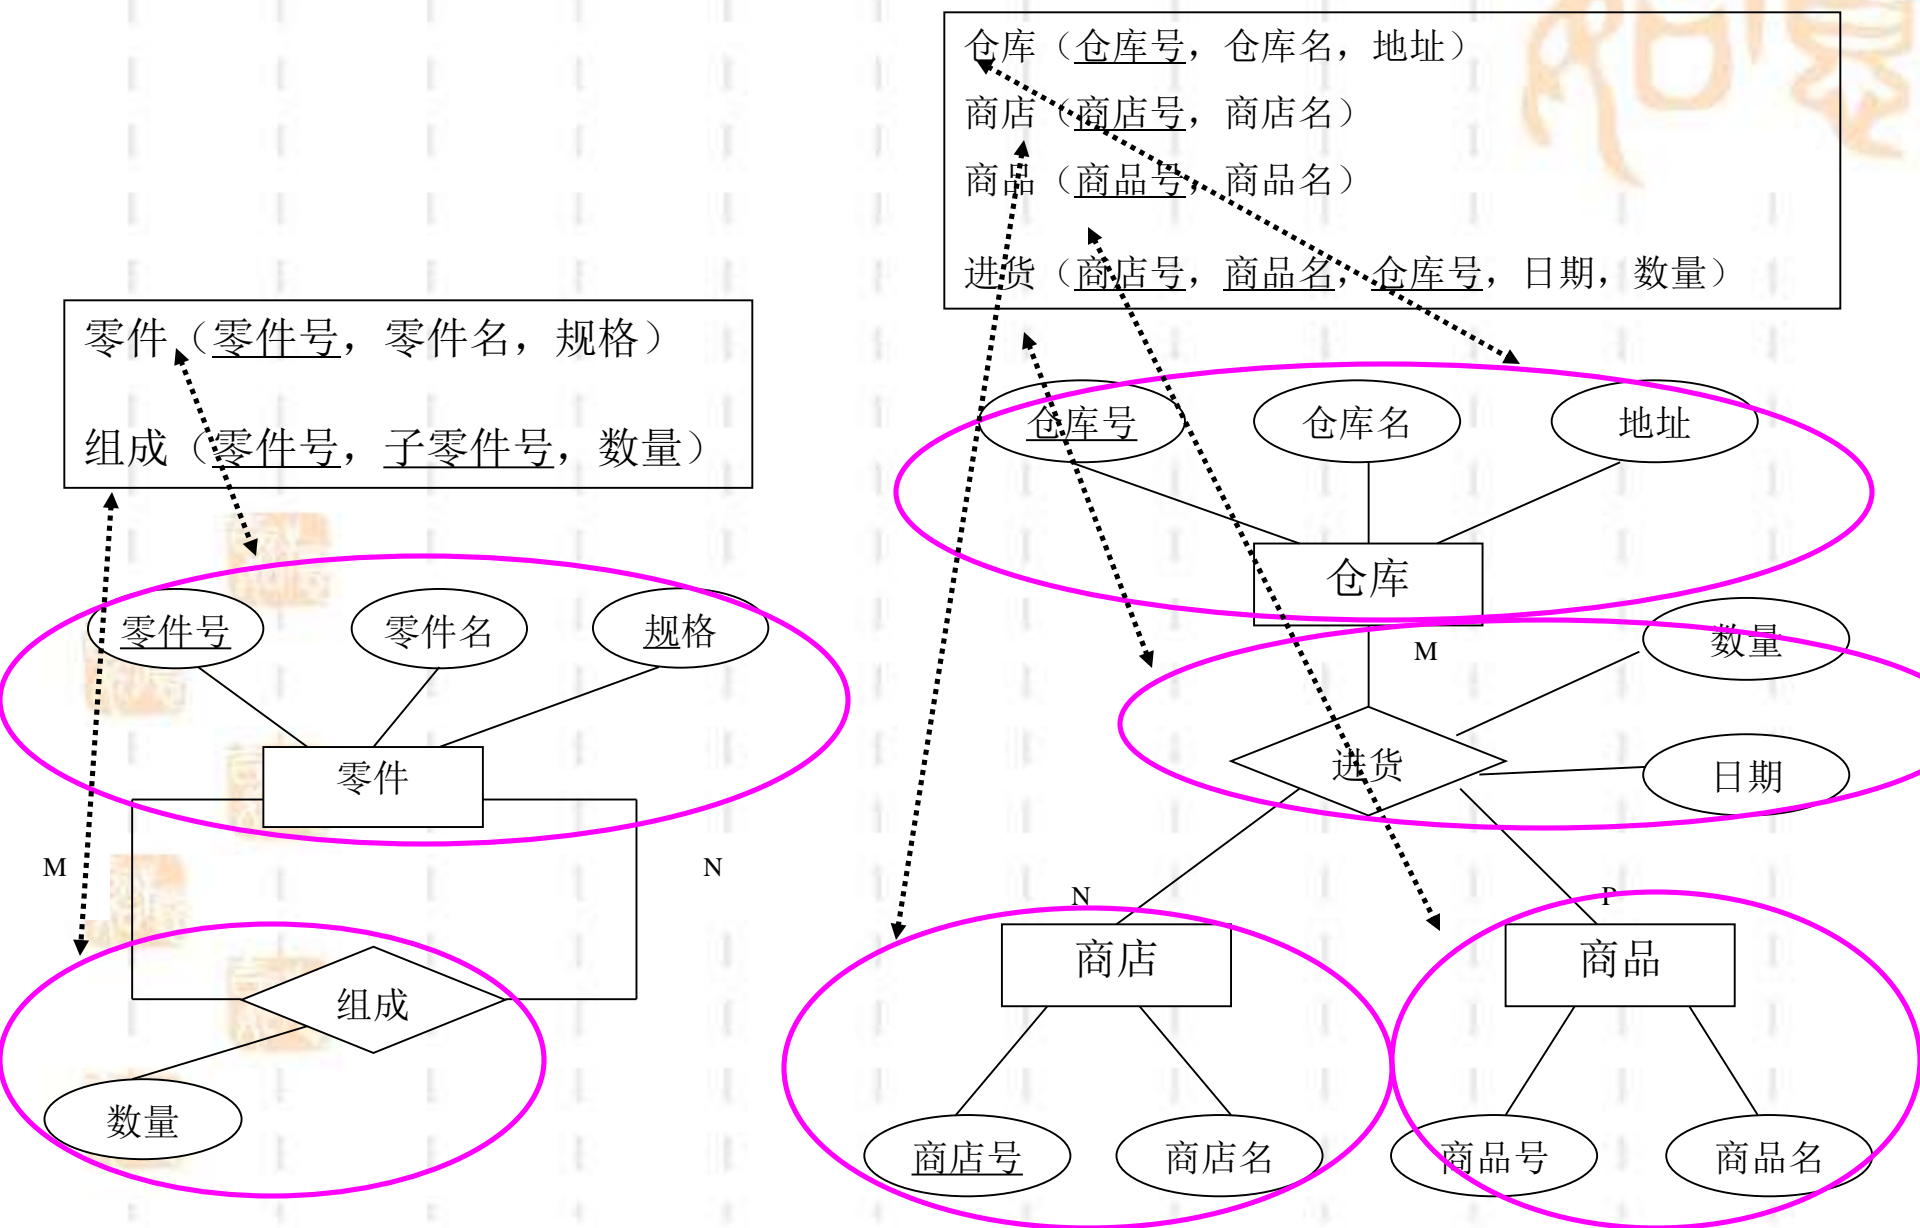 仓库（仓库号，仓库名，地址）
商店（商店号，商店名）
商品（商品号，商品名）
进货（商店号，商品名，仓库号，日期，数量）
零件（零件号，零件名，规格）
组成（零件号，子零件号，数量）
仓库号
仓库名
地址
仓库
M
数量
进货
日期
N
P
商店
商品
商店号
商店名
商品号
商品名
零件号
零件名
规格
零件
M
N
组成
数量